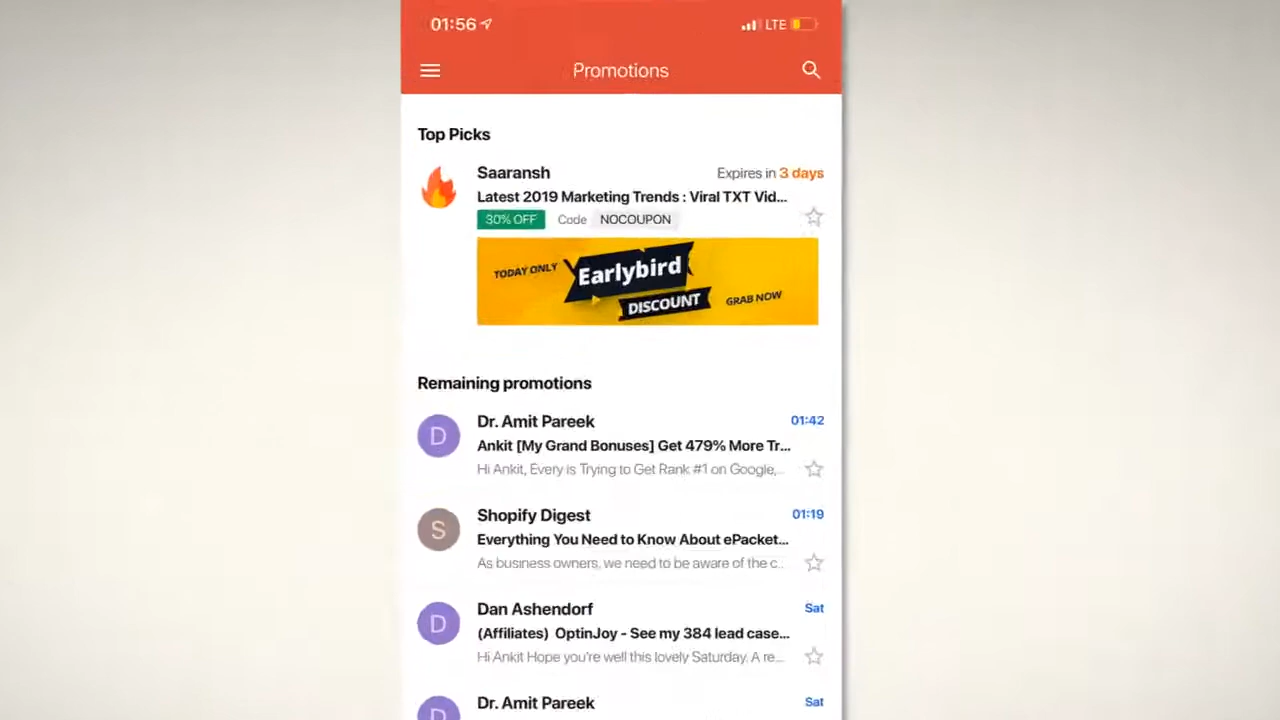 01:56 LTE
Promotions
Top Picks
Saaransh Expires in 3 days
Latest 2019 Marketing Trends : Viral TXT Vid...
30% OFF Code NOCOUPON
TODAY ONLY Earlybird DISCOUNT GRAB NOW
Remaining promotions
D Dr. Amit Pareek 01:42
Ankit [My Grand Bonuses] Get 479% More Tr...
Hi Ankit, Every is Trying to Get Rank #1 on Google,...
S Shopify Digest 01:19
Everything You Need to Know About ePacket...
As business owners, we need to be aware of the c...
D Dan Ashendorf Sat
(Affiliates) OptinJoy - See my 384 lead case...
Hi Ankit Hope you're well this lovely Saturday. A re...
D Dr. Amit Pareek Sat